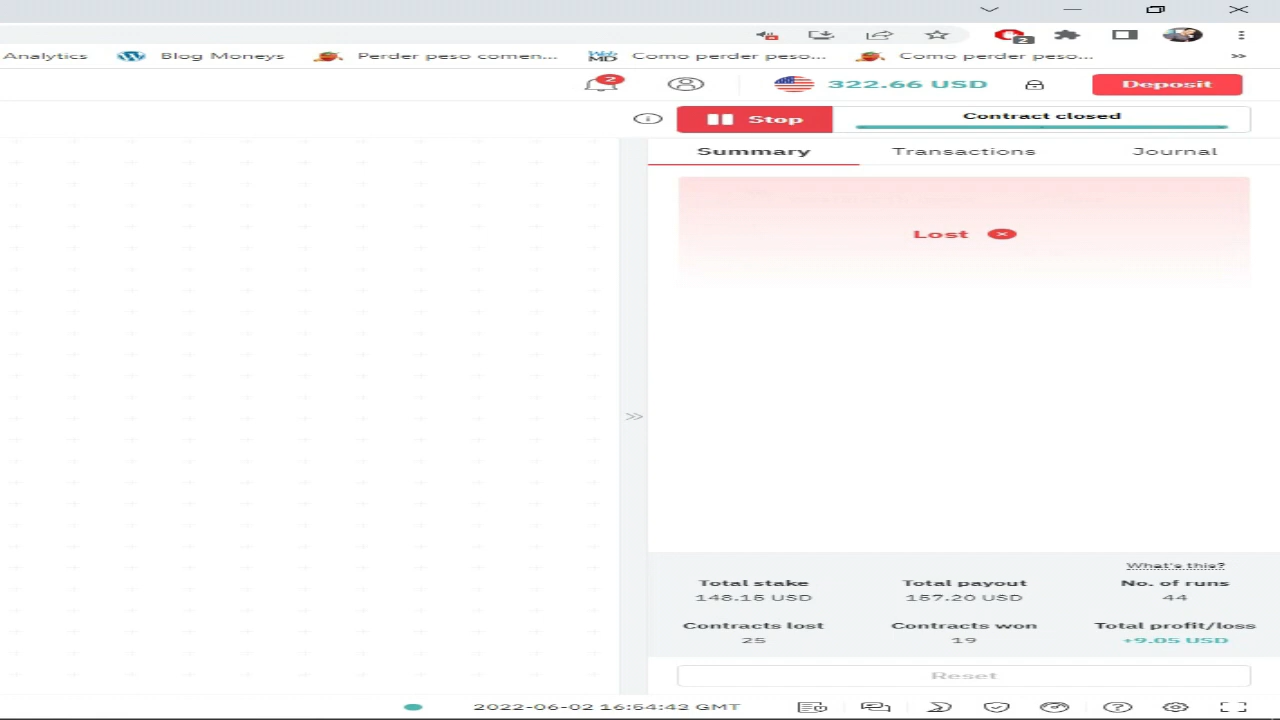 Analytics Blog Moneys Perder peso comen... Como perder peso... Como perder peso... »
2 322.66 USD Deposit
Stop Contract closed
Summary Transactions Journal
Lost
What's this?
Total stake Total payout No. of runs
148.15 USD 157.20 USD 44
Contracts lost Contracts won Total profit/loss
25 19 +9.05 USD
Reset
2022-06-02 16:54:42 GMT